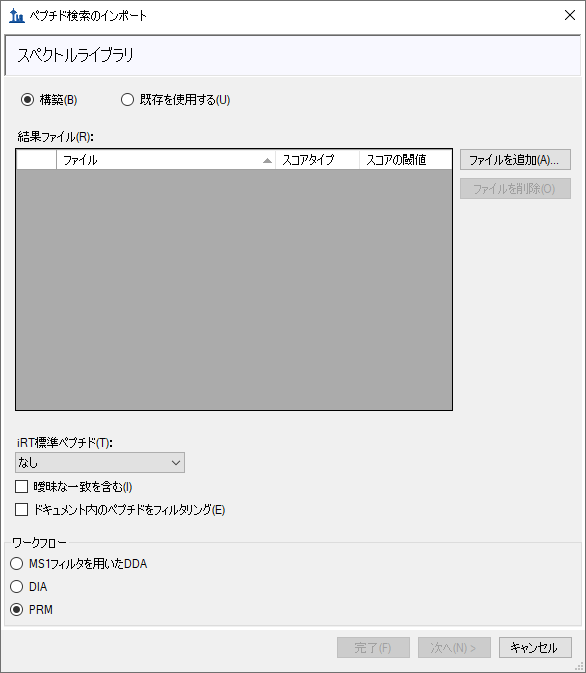 ペプチド検索のインポート
スペクトルライブラリ
構築(B) 既存を使用する(U)
結果ファイル(R):
ファイル スコアタイプ スコアの閾値
ファイルを追加(A)...
ファイルを削除(O)
iRT標準ペプチド(T):
なし
曖昧な一致を含む(I)
ドキュメント内のペプチドをフィルタリング(E)
ワークフロー
MS1フィルタを用いたDDA
DIA
PRM
完了(F) 次へ(N) > キャンセル